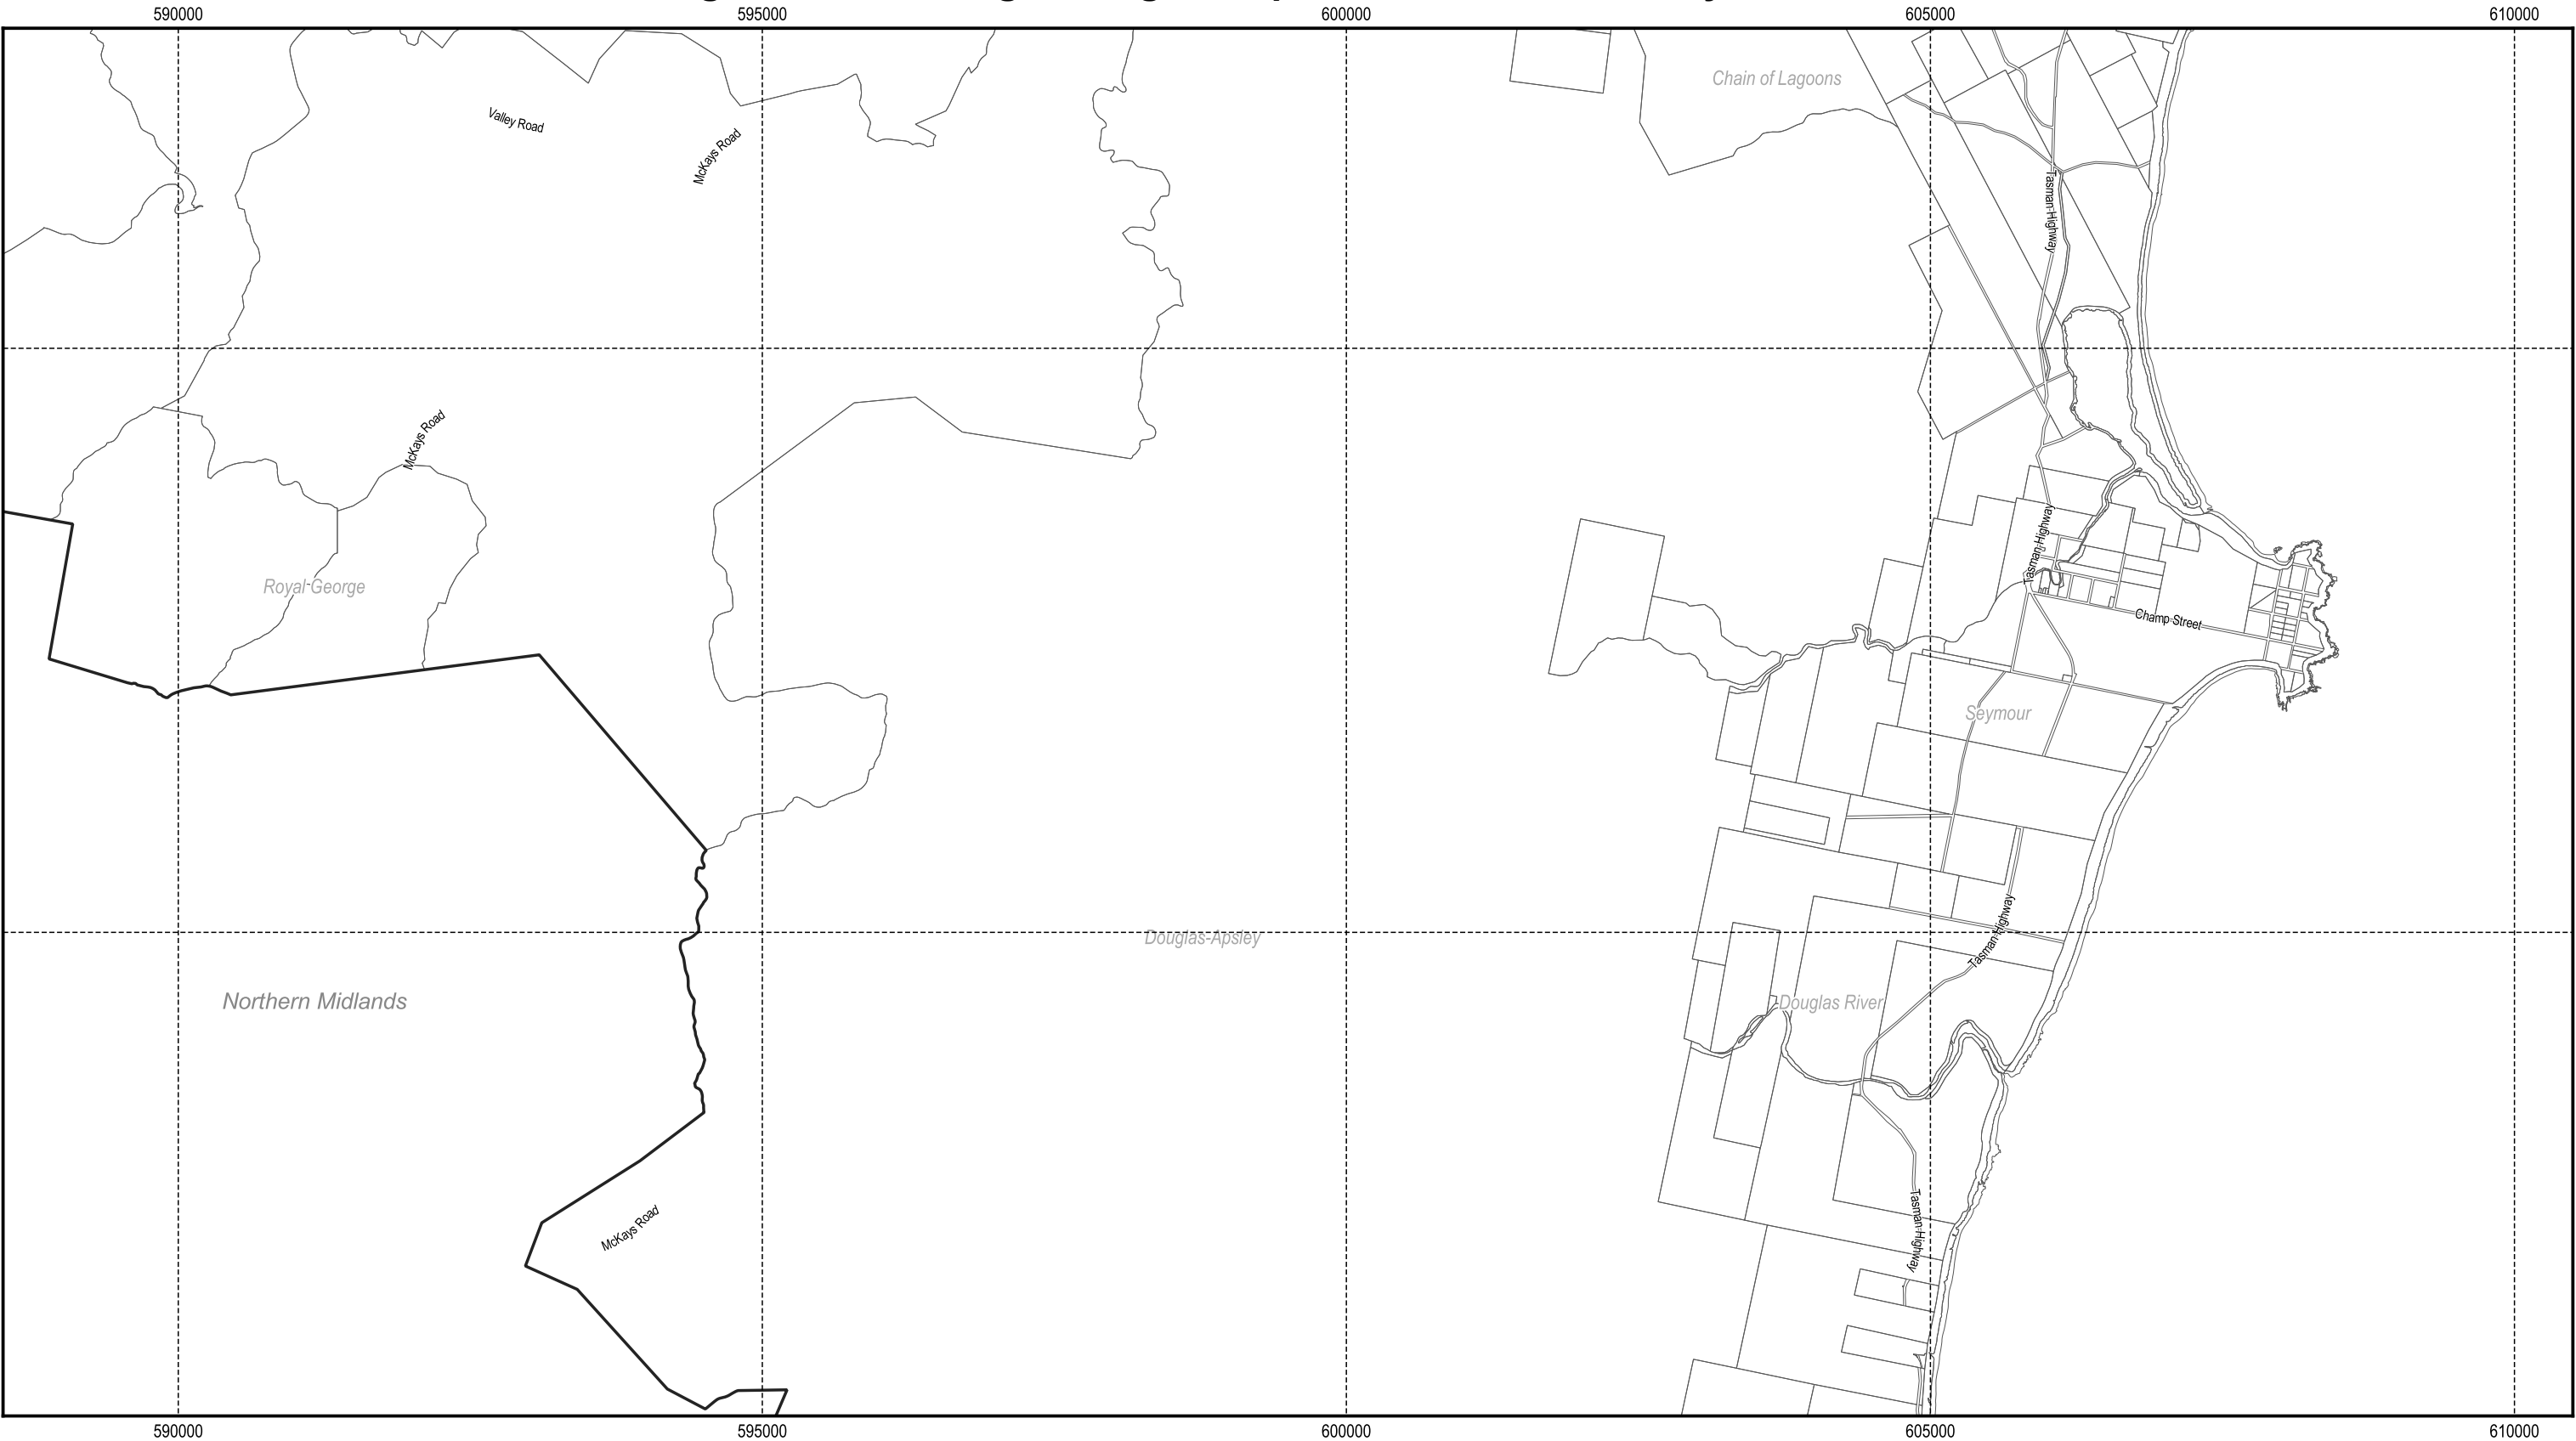 590000 595000 600000 605000 610000
Chain of Lagoons
Valley Road
McKays Road
Tasman Highway
McKays Road
Tasman Highway
Royal George
Champ Street
Seymour
Douglas-Apsley
Tasman Highway
Northern Midlands
Douglas River
McKays Road
Tasman Highway
590000 595000 600000 605000 610000